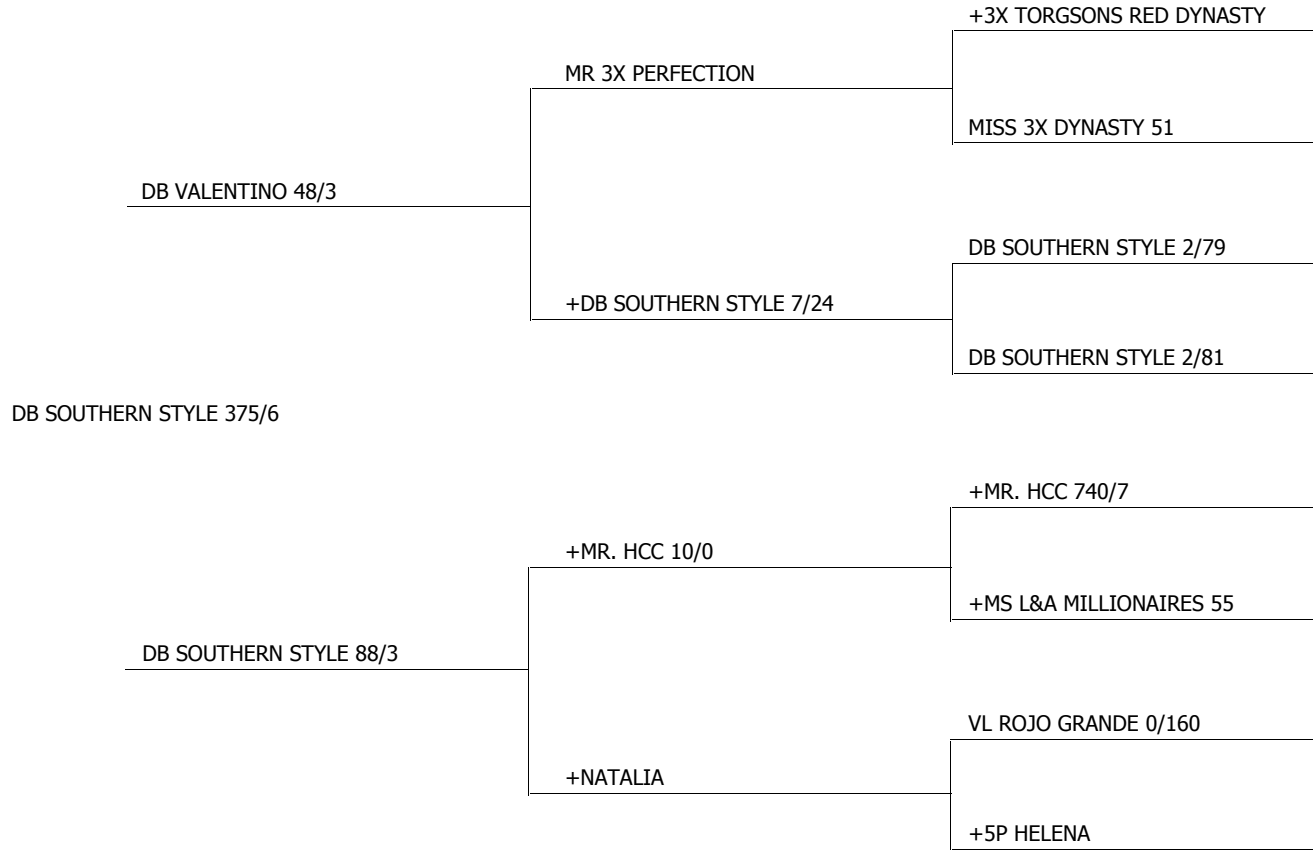 +3X TORGSONS RED DYNASTY
MR 3X PERFECTION
MISS 3X DYNASTY 51
DB VALENTINO 48/3
DB SOUTHERN STYLE 2/79
+DB SOUTHERN STYLE 7/24
DB SOUTHERN STYLE 2/81
DB SOUTHERN STYLE 375/6
+MR. HCC 740/7
+MR. HCC 10/0
+MS L&A MILLIONAIRES 55
DB SOUTHERN STYLE 88/3
VL ROJO GRANDE 0/160
+NATALIA
+5P HELENA